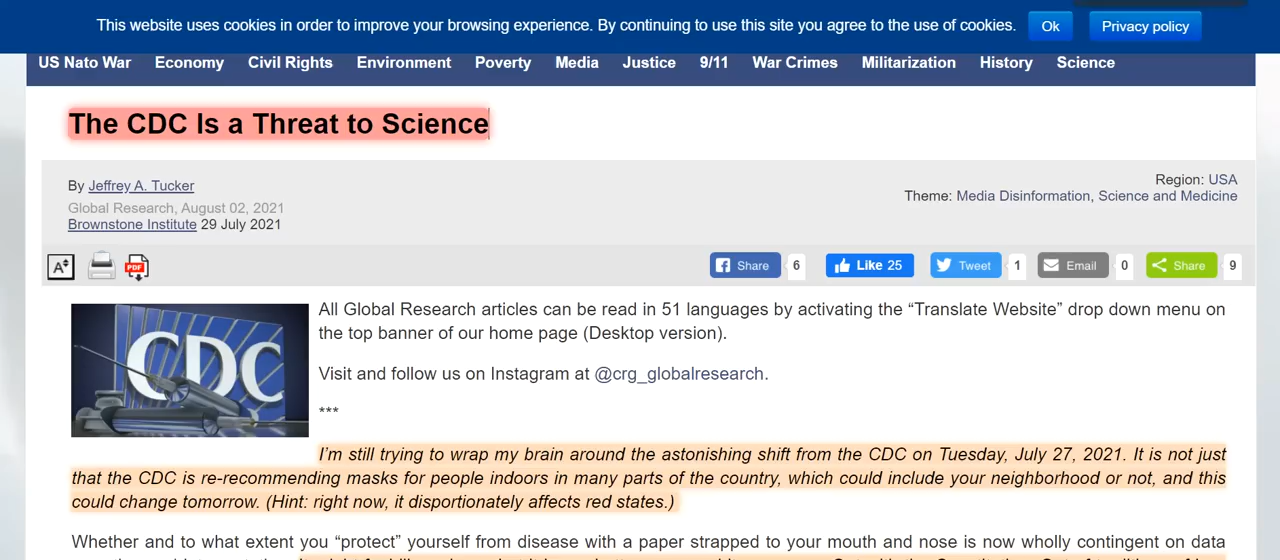 This website uses cookies in order to improve your browsing experience. By continuing to use this site you agree to the use of cookies. Ok Privacy policy
US Nato War Economy Civil Rights Environment Poverty Media Justice 9/11 War Crimes Militarization History Science
The CDC Is a Threat to Science
By Jeffrey A. Tucker
Global Research, August 02, 2021
Brownstone Institute 29 July 2021
Region: USA
Theme: Media Disinformation, Science and Medicine
A PDF Share 6 Like 25 Tweet 1 Email 0 Share 9
CDC
All Global Research articles can be read in 51 languages by activating the “Translate Website” drop down menu on
the top banner of our home page (Desktop version).
Visit and follow us on Instagram at @crg_globalresearch.
***
I’m still trying to wrap my brain around the astonishing shift from the CDC on Tuesday, July 27, 2021. It is not just
that the CDC is re-recommending masks for people indoors in many parts of the country, which could include your neighborhood or not, and this
could change tomorrow. (Hint: right now, it disportionately affects red states.)
Whether and to what extent you “protect” yourself from disease with a paper strapped to your mouth and nose is now wholly contingent on data